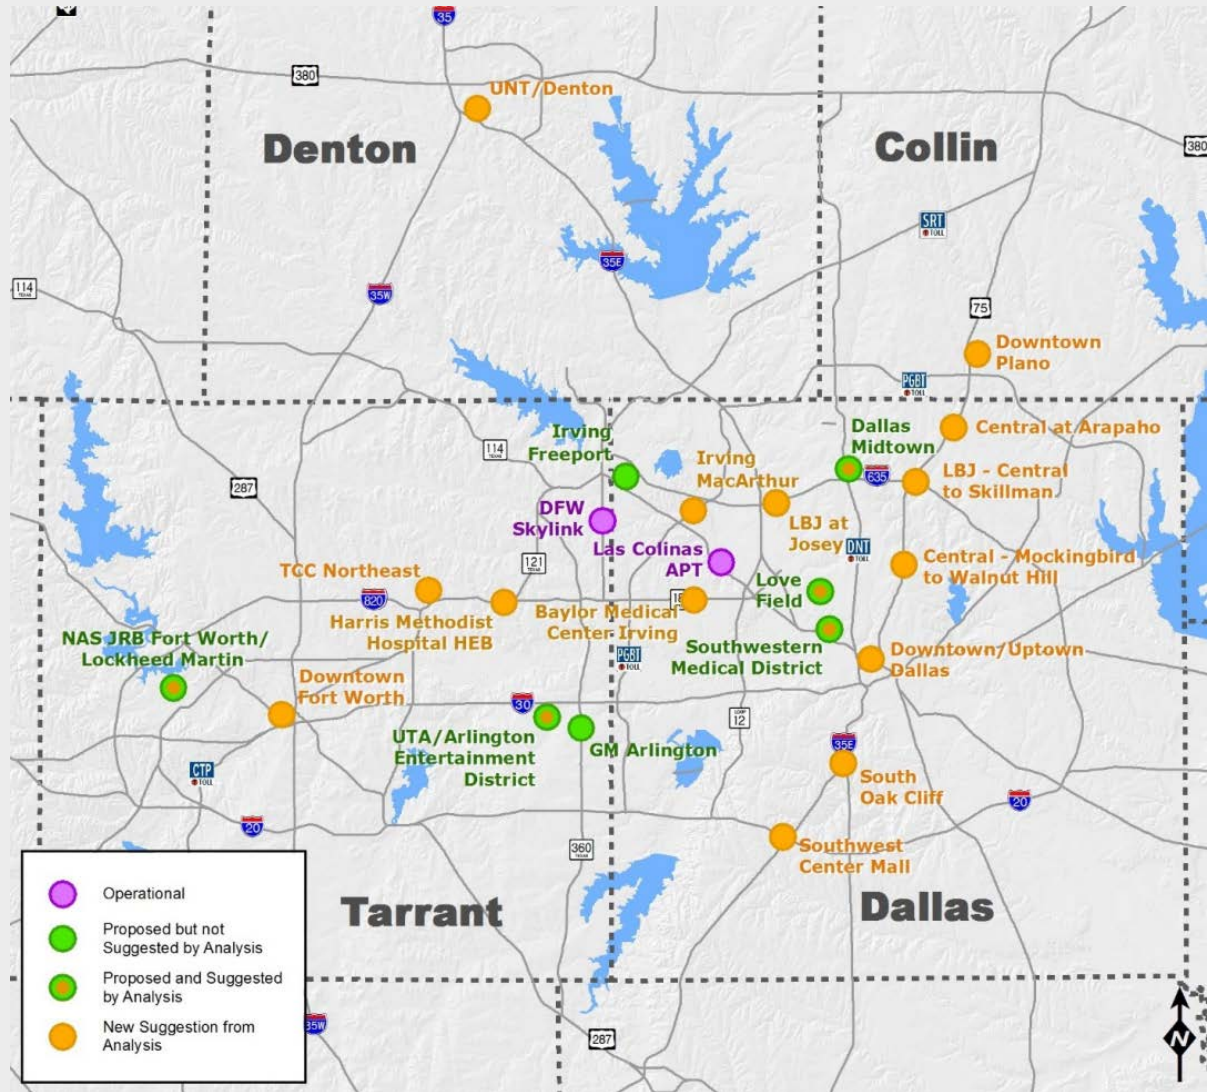 35
380
UNT/Denton
Denton
Collin
380
SRT
TOLL
35E
114
TEXAS
35W
75
Downtown
Plano
PGBT
TOLL
Irving
Freeport
Dallas
Midtown
Central at Arapaho
114
TEXAS
Irving
MacArthur
635
LBJ - Central
to Skillman
287
DFW
Skylink
LBJ at
Josey
DNT
TOLL
Las Colinas
APT
Central - Mockingbird
to Walnut Hill
121
TEXAS
TCC Northeast
820
Love
Field
Harris Methodist
Hospital HEB
Baylor Medical
Center Irving
NAS JRB Fort Worth/
Lockheed Martin
PGBT
TOLL
Southwestern
Medical District
Downtown/Uptown
Dallas
Downtown
Fort Worth
30
LOOP
12
UTA/Arlington
Entertainment
District
GM Arlington
35E
CTP
TOLL
South
Oak Cliff
20
20
360
TEXAS
Southwest
Center Mall
Tarrant
Dallas
Operational
Proposed but not
Suggested by Analysis
Proposed and Suggested
by Analysis
New Suggestion from
Analysis
35W
287
N